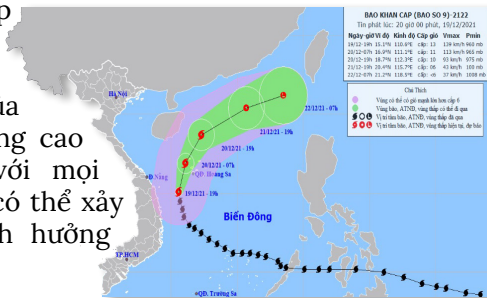 p
ua
ng cao
với mọi
có thể xảy
h hưởng
BAO KHAN CAP (BAO SO 9)-2122
Tin phát lúc: 20 giờ 00 phút, 19/12/2021
Ngày-giờ Vĩ độ Kinh độ Cấp gió Vmax Pmin
19/12-19h 15.1°N 110.6°E cấp: 13 139 km/h 960 mb
20/12-07h 16.9°N 111.1°E cấp: 11 113 km/h 965 mb
20/12-19h 18.7°N 112.3°E cấp: 10 93 km/h 975 mb
21/12-19h 20.4°N 115.7°E cấp: 06 43 km/h 100 mb
22/12-07h 21.2°N 118.5°E cấp: 06 37 km/h 1008 mb
Chú Thích
Vùng có thể có gió mạnh lớn hơn cấp 6
Vùng bão, ATNĐ, vùng thấp có thể đi qua
Vị trí tâm bão, ATNĐ, vùng thấp đã qua
Vị trí tâm bão, ATNĐ, vùng thấp hiện tại, dự báo
Hà Nội
22/12/21 - 07h
21/12/21 - 19h
20/12/21 - 19h
20/12/21 - 07h
QĐ. Hoàng Sa
Đ.Nẵng
19/12/21 - 19h
Biển Đông
TP.HCM
QĐ. Trường Sa